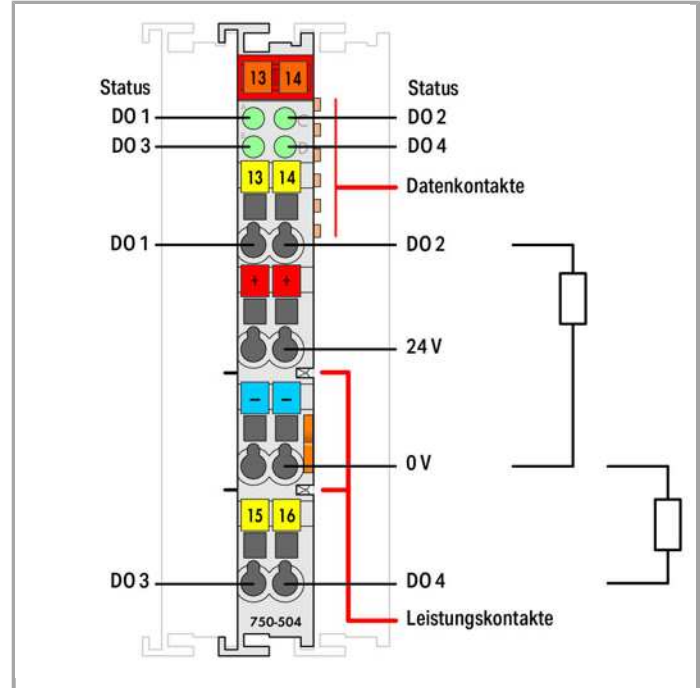 13 14
Status Status
DO 1 DO 2
DO 3 DO 4
A C
13 14
Datenkontakte
DO 1 DO 2
+ +
24 V
– –
0 V
15 16
DO 3 DO 4
Leistungskontakte
750-504